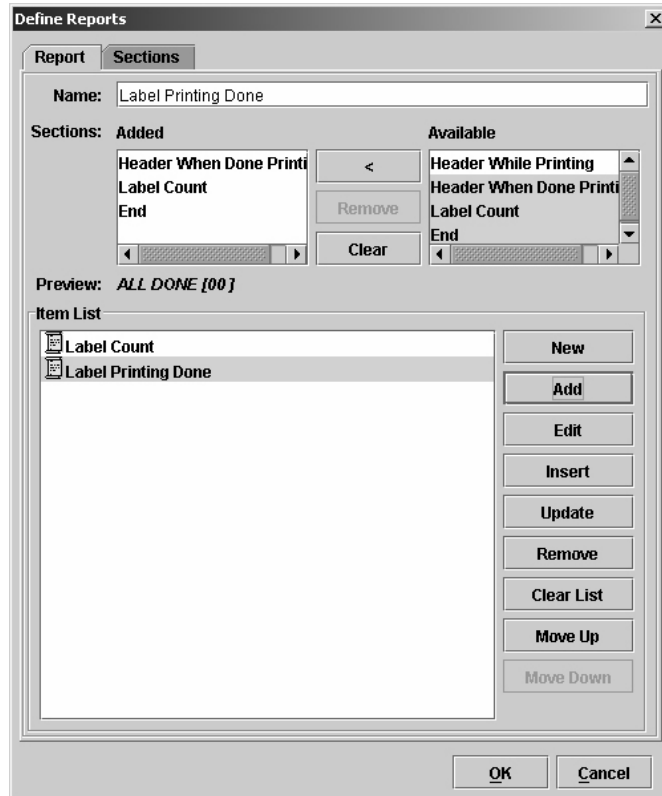 Define Reports
Report Sections
Name: Label Printing Done
Sections: Added Available
Header When Done Printi < Header While Printing
Label Count Header When Done Printi
End Remove Label Count
Clear End
Preview: ALL DONE [00 ]
Item List
Label Count New
Label Printing Done Add
Edit
Insert
Update
Remove
Clear List
Move Up
Move Down
OK Cancel